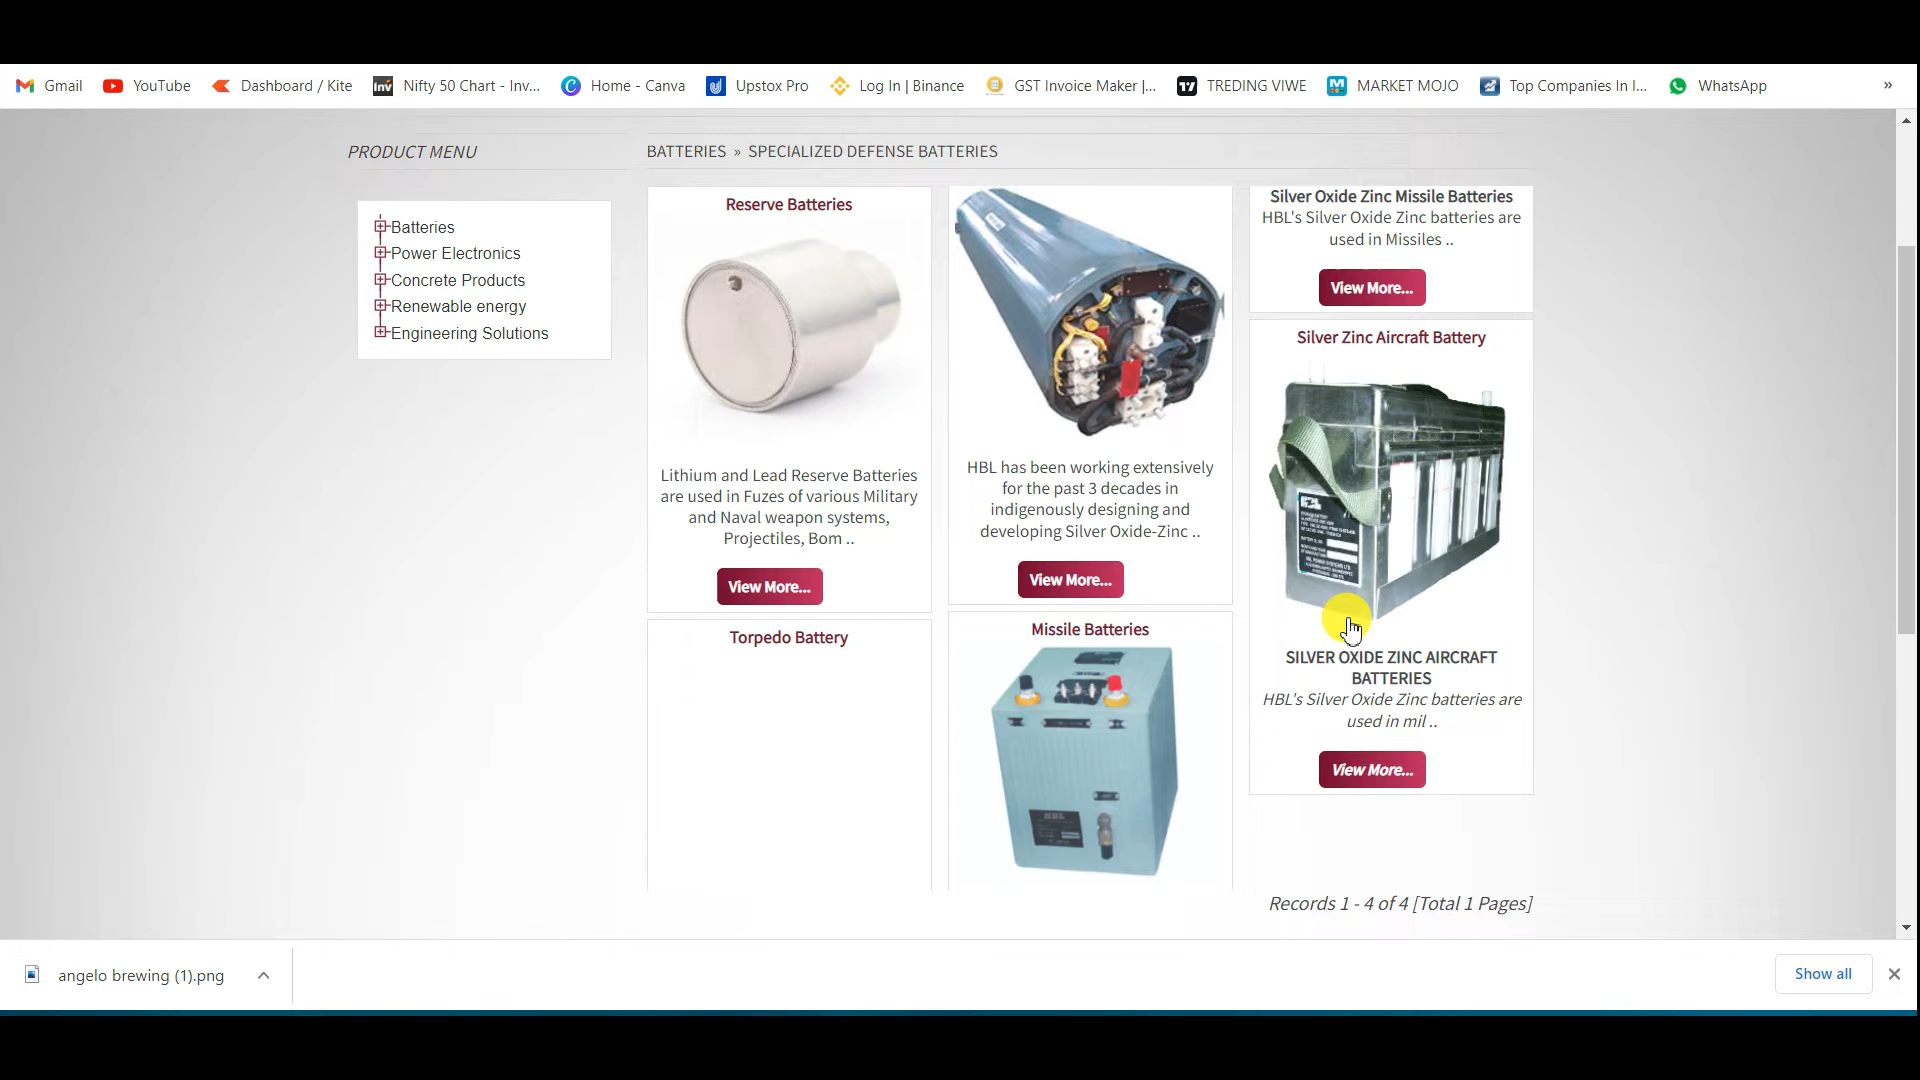 Gmail YouTube Dashboard / Kite Nifty 50 Chart - Inv... Home - Canva Upstox Pro Log In | Binance GST Invoice Maker |... TREDING VIWE MARKET MOJO Top Companies In I... WhatsApp »
PRODUCT MENU
Batteries
Power Electronics
Concrete Products
Renewable energy
Engineering Solutions
BATTERIES » SPECIALIZED DEFENSE BATTERIES
Reserve Batteries
Lithium and Lead Reserve Batteries
are used in Fuzes of various Military
and Naval weapon systems,
Projectiles, Bom ..
View More...
Torpedo Battery
HBL has been working extensively
for the past 3 decades in
indigenously designing and
developing Silver Oxide-Zinc ..
View More...
Missile Batteries
HBL
Silver Oxide Zinc Missile Batteries
HBL's Silver Oxide Zinc batteries are
used in Missiles ..
View More...
Silver Zinc Aircraft Battery
HBL
SILVER OXIDE ZINC AIRCRAFT
BATTERIES
HBL's Silver Oxide Zinc batteries are
used in mil ..
View More...
Records 1 - 4 of 4 [Total 1 Pages]
angelo brewing (1).png
Show all